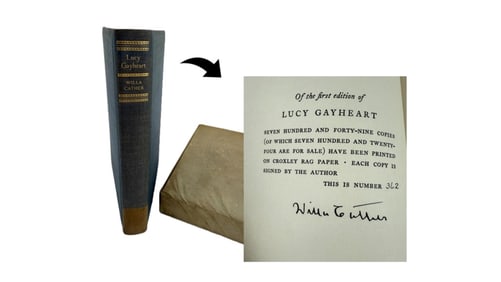 Lucy
Gayheart
WILLA
CATHER
Of the first edition of
LUCY GAYHEART
SEVEN HUNDRED AND FORTY-NINE COPIES
(OF WHICH SEVEN HUNDRED AND TWENTY-
FOUR ARE FOR SALE) HAVE BEEN PRINTED
ON CROXLEY RAG PAPER · EACH COPY IS
SIGNED BY THE AUTHOR
THIS IS NUMBER 362
Willa Cather